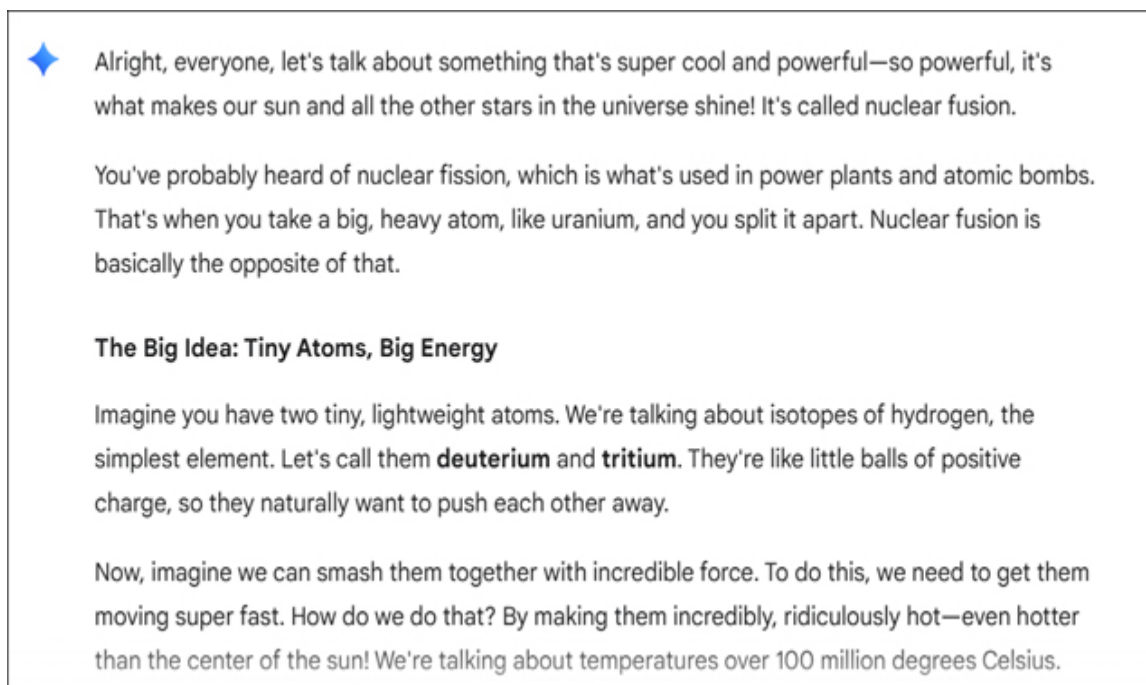 Alright, everyone, let's talk about something that's super cool and powerful—so powerful, it's
what makes our sun and all the other stars in the universe shine! It's called nuclear fusion.
You've probably heard of nuclear fission, which is what's used in power plants and atomic bombs.
That's when you take a big, heavy atom, like uranium, and you split it apart. Nuclear fusion is
basically the opposite of that.
The Big Idea: Tiny Atoms, Big Energy
Imagine you have two tiny, lightweight atoms. We're talking about isotopes of hydrogen, the
simplest element. Let's call them deuterium and tritium. They're like little balls of positive
charge, so they naturally want to push each other away.
Now, imagine we can smash them together with incredible force. To do this, we need to get them
moving super fast. How do we do that? By making them incredibly, ridiculously hot—even hotter
than the center of the sun! We're talking about temperatures over 100 million degrees Celsius.